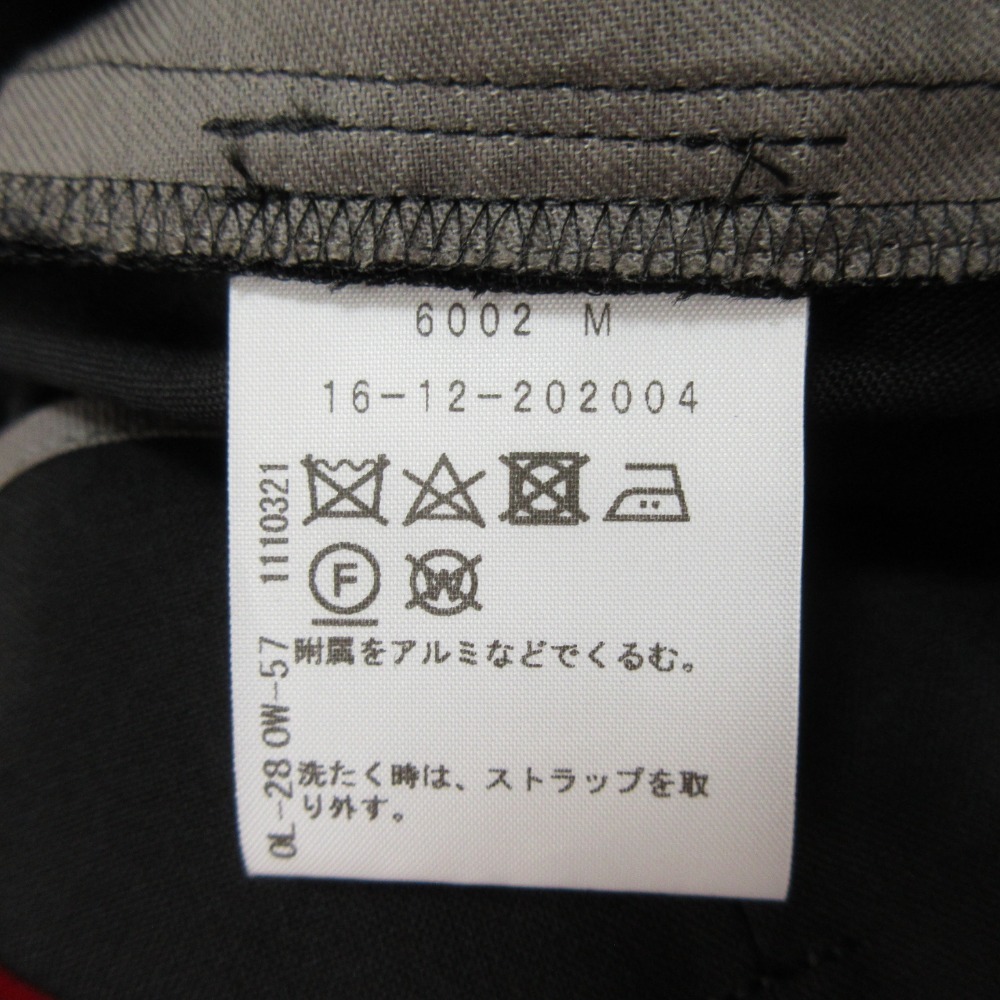 6002 M
16-12-202004
1110321
F
W
OL-28 OW-57
附属をアルミなどでくるむ。
洗たく時は、ストラップを取
り外す。